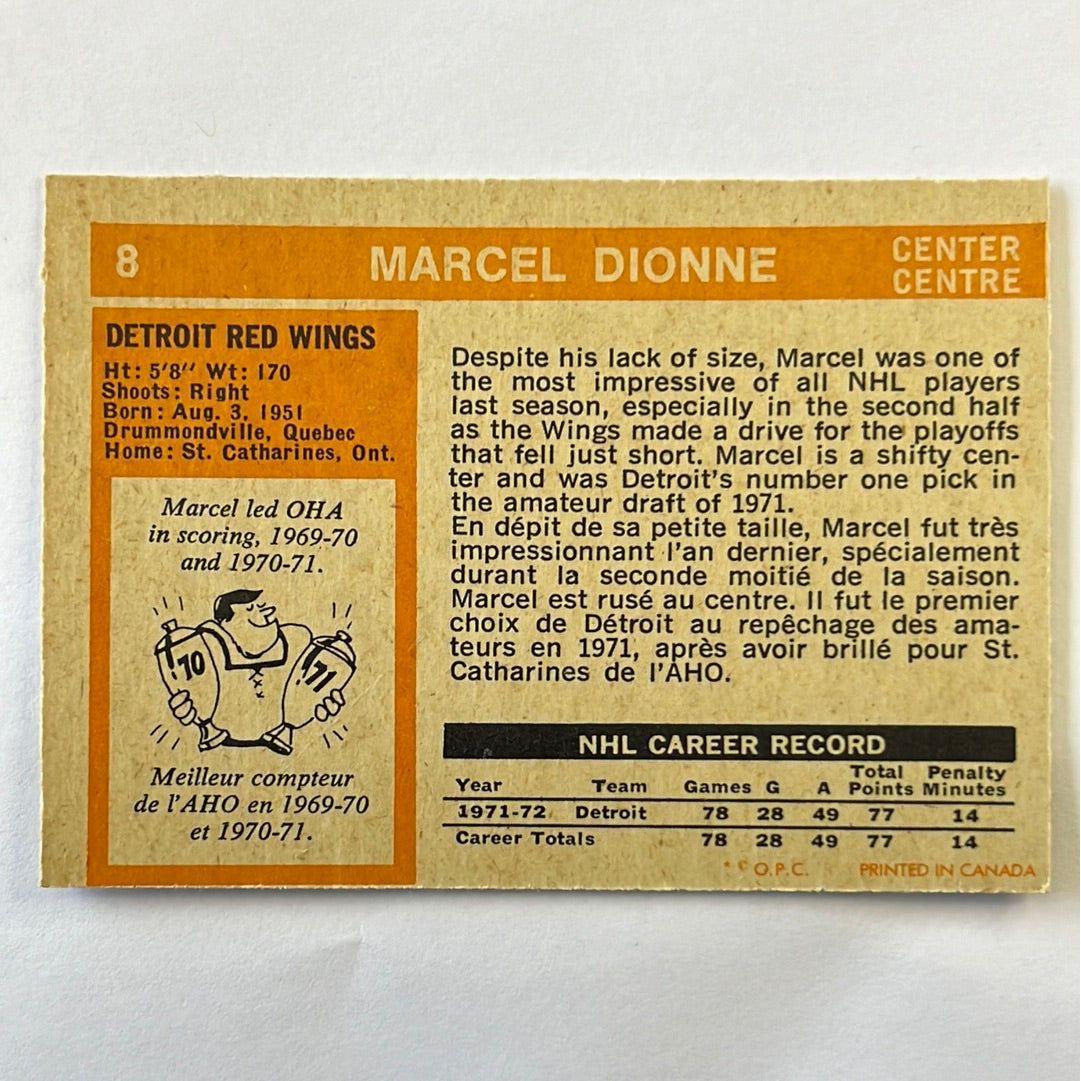 8 MARCEL DIONNE CENTER
CENTRE
DETROIT RED WINGS
Ht: 5'8" Wt: 170
Shoots: Right
Born: Aug. 3, 1951
Drummondville, Quebec
Home: St. Catharines, Ont.
Marcel led OHA
in scoring, 1969-70
and 1970-71.
'70 '71
Meilleur compteur
de l'AHO en 1969-70
et 1970-71.
Despite his lack of size, Marcel was one of
the most impressive of all NHL players
last season, especially in the second half
as the Wings made a drive for the playoffs
that fell just short. Marcel is a shifty cen-
ter and was Detroit's number one pick in
the amateur draft of 1971.
En dépit de sa petite taille, Marcel fut très
impressionnant l'an dernier, spécialement
durant la seconde moitié de la saison.
Marcel est rusé au centre. Il fut le premier
choix de Détroit au repêchage des ama-
teurs en 1971, après avoir brillé pour St.
Catharines de l'AHO.
NHL CAREER RECORD
Year Team Games G A Total Points Penalty Minutes
1971-72 Detroit 78 28 49 77 14
Career Totals 78 28 49 77 14
* © O.P.C. PRINTED IN CANADA